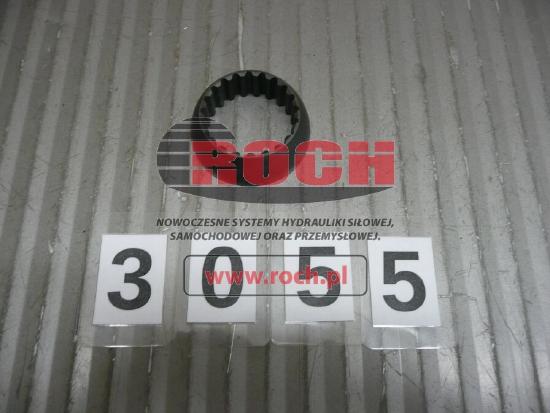 ROCH
NOWOCZESNE SYSTEMY HYDRAULIKI SIŁOWEJ,
SAMOCHODOWEJ ORAZ PRZEMYSŁOWEJ.
3 0 5 5
www.roch.pl